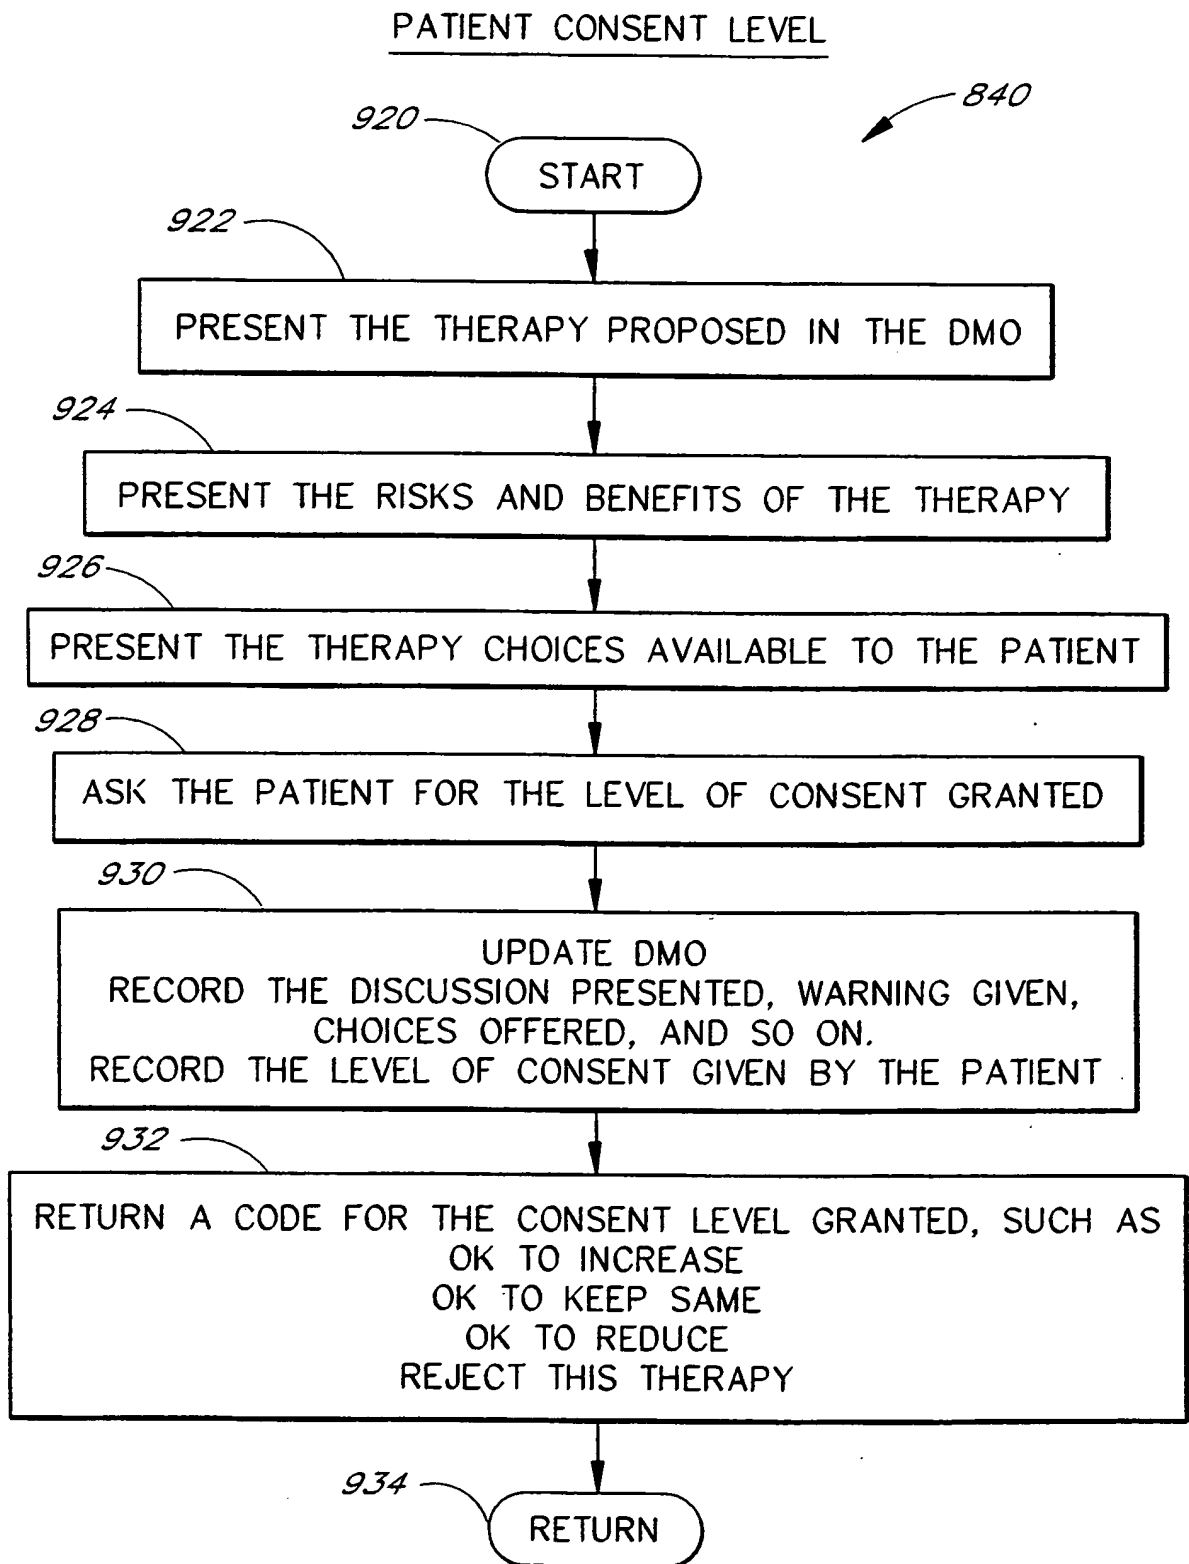 PATIENT CONSENT LEVEL
840
920
START
922
PRESENT THE THERAPY PROPOSED IN THE DMO
924
PRESENT THE RISKS AND BENEFITS OF THE THERAPY
926
PRESENT THE THERAPY CHOICES AVAILABLE TO THE PATIENT
928
ASK THE PATIENT FOR THE LEVEL OF CONSENT GRANTED
930
UPDATE DMO
RECORD THE DISCUSSION PRESENTED, WARNING GIVEN,
CHOICES OFFERED, AND SO ON.
RECORD THE LEVEL OF CONSENT GIVEN BY THE PATIENT
932
RETURN A CODE FOR THE CONSENT LEVEL GRANTED, SUCH AS
OK TO INCREASE
OK TO KEEP SAME
OK TO REDUCE
REJECT THIS THERAPY
934
RETURN